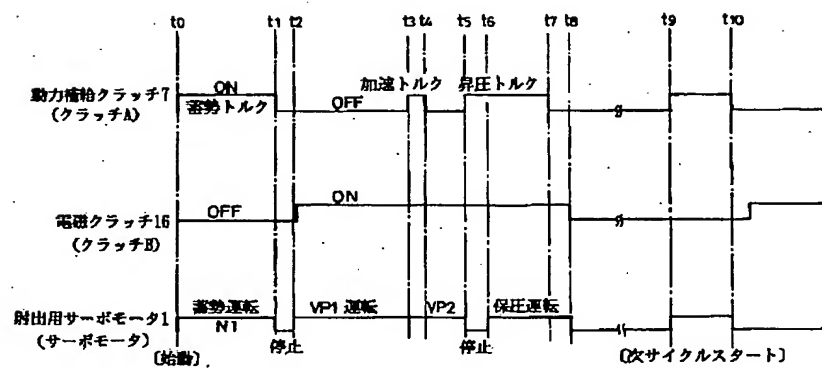 t0 t1 t2 t3 t4 t5 t6 t7 t8 t9 t10
動力補給クラッチ7
(クラッチA)
ON
蓄勢トルク
OFF
加速トルク
昇圧トルク
電磁クラッチ16
(クラッチB)
OFF
ON
射出用サーボモータ1
(サーボモータ)
蓄勢運転
N1
VP1 運転
VP2
保圧運転
〔始動〕
停止
停止
〔次サイクルスタート〕